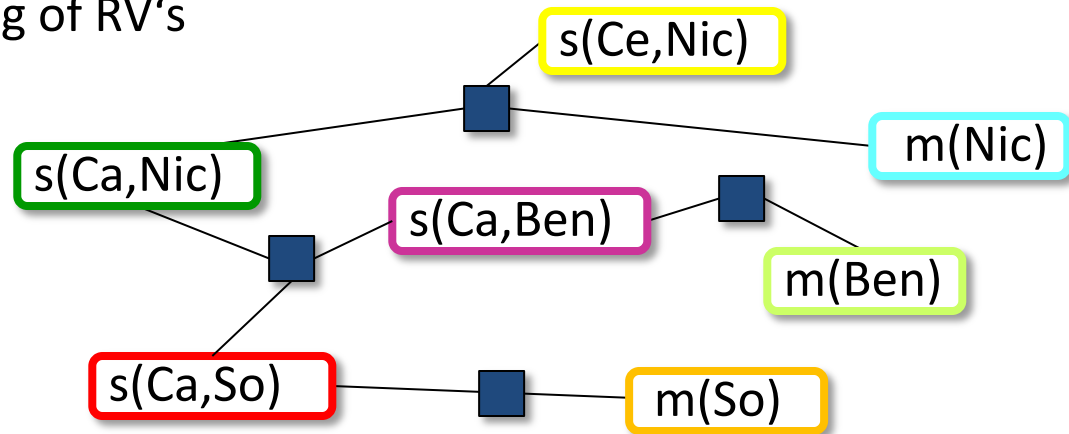 g of RV‘s
s(Ce,Nic)
m(Nic)
s(Ca,Nic)
s(Ca,Ben)
m(Ben)
s(Ca,So)
m(So)